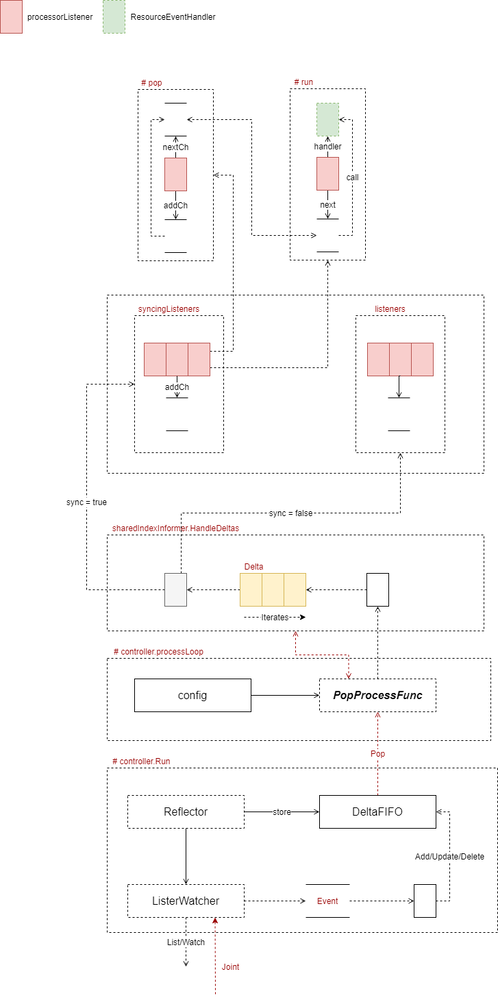 processorListener
ResourceEventHandler
# pop
# run
nextCh
handler
call
addCh
next
syncingListeners
listeners
addCh
sync = true
sync = false
sharedIndexInformer.HandleDeltas
Delta
Iterates
# controller.processLoop
config
PopProcessFunc
Pop
# controller.Run
Reflector
store
DeltaFIFO
Add/Update/Delete
ListerWatcher
Event
List/Watch
Joint